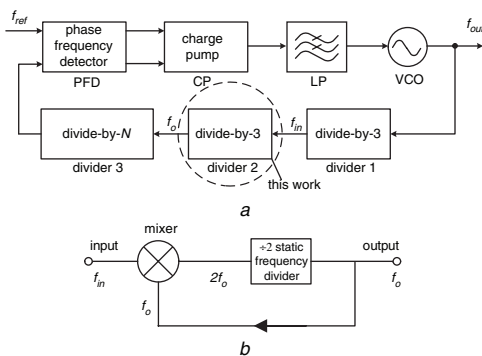 f_ref
phase
frequency
detector
PFD
charge
pump
CP
LP
VCO
f_out
divide-by-N
divider 3
f_o
divide-by-3
divider 2
f_in
divide-by-3
divider 1
this work
a
mixer
input
f_in
2f_o
÷2 static
frequency
divider
output
f_o
f_o
b